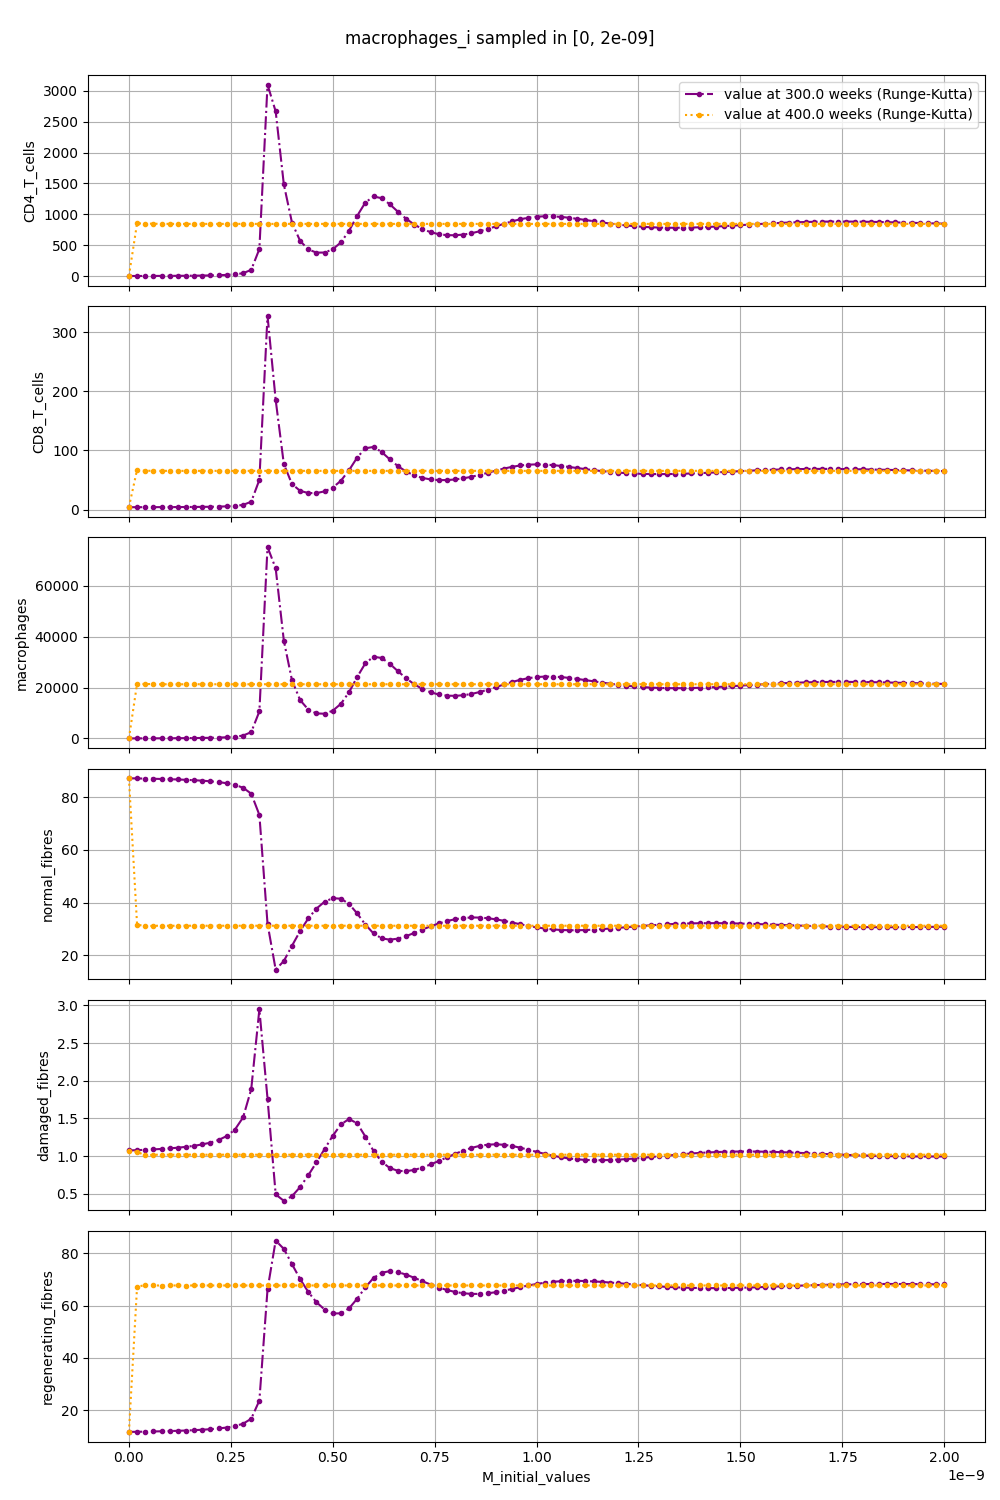 macrophages_i sampled in [0, 2e-09]
value at 300.0 weeks (Runge-Kutta)
value at 400.0 weeks (Runge-Kutta)
CD4_T_cells
3000
2500
2000
1500
1000
500
0
CD8_T_cells
300
200
100
0
macrophages
60000
40000
20000
0
normal_fibres
80
60
40
20
damaged_fibres
3.0
2.5
2.0
1.5
1.0
0.5
regenerating_fibres
80
60
40
20
0.00 0.25 0.50 0.75 1.00 1.25 1.50 1.75 2.00
1e−9
M_initial_values